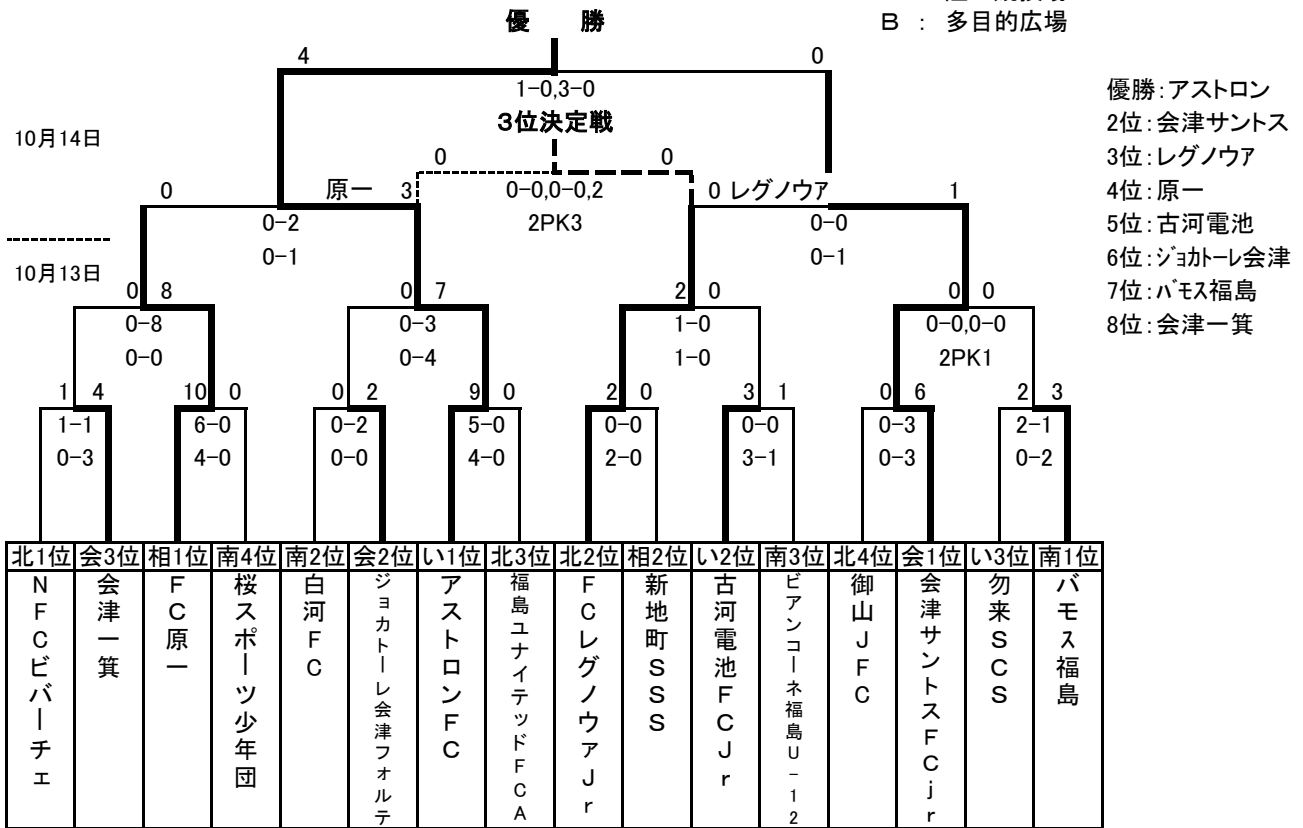 優　勝
B ： 多目的広場
4 0
1-0,3-0
3位決定戦
優勝：アストロン
2位：会津サントス
3位：レグノウァ
4位：原一
5位：古河電池
6位：ジョカトーレ会津
7位：バモス福島
8位：会津一箕
10月14日
0 0
0 原一 3 0-0,0-0,2 0 レグノウァ 1
0-2 2PK3 0-0
0-1 0-1
10月13日
0 8 0 7 2 0 0 0
0-8 0-3 1-0 0-0,0-0
0-0 0-4 1-0 2PK1
1 4 10 0 0 2 9 0 2 0 3 1 0 6 2 3
1-1 6-0 0-2 5-0 0-0 0-0 0-3 2-1
0-3 4-0 0-0 4-0 2-0 3-1 0-3 0-2
北1位 会3位 相1位 南4位 南2位 会2位 い1位 北3位 北2位 相2位 い2位 南3位 北4位 会1位 い3位 南1位
NFCビバーチェ
会津一箕
FC原一
桜スポーツ少年団
白河FC
ジョカトーレ会津フォルテ
アストロンFC
福島ユナイテッドFCA
FCレグノウァJr
新地町SSS
古河電池FCJr
ビアンコーネ福島U-12
御山JFC
会津サントスFCjr
勿来SCS
バモス福島